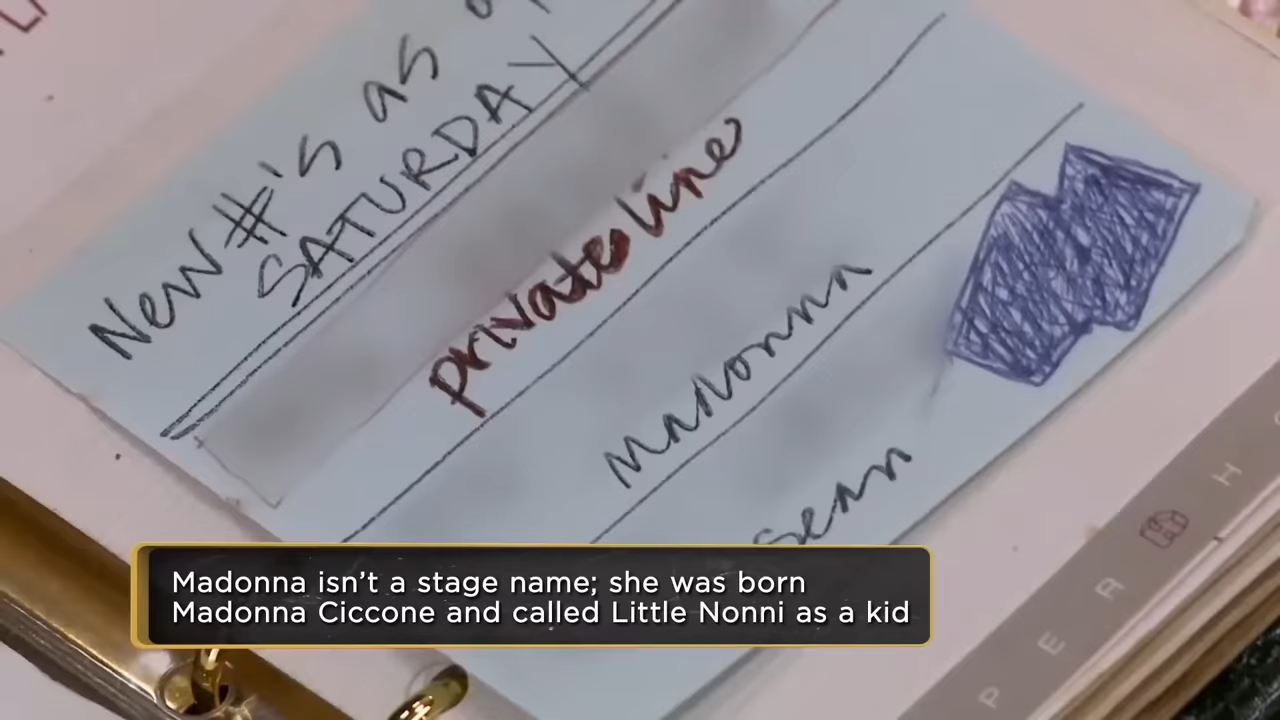 New #'s as
SATURDAY
private line
Madonna
Sean
Madonna isn't a stage name; she was born
Madonna Ciccone and called Little Nonni as a kid
P E R H